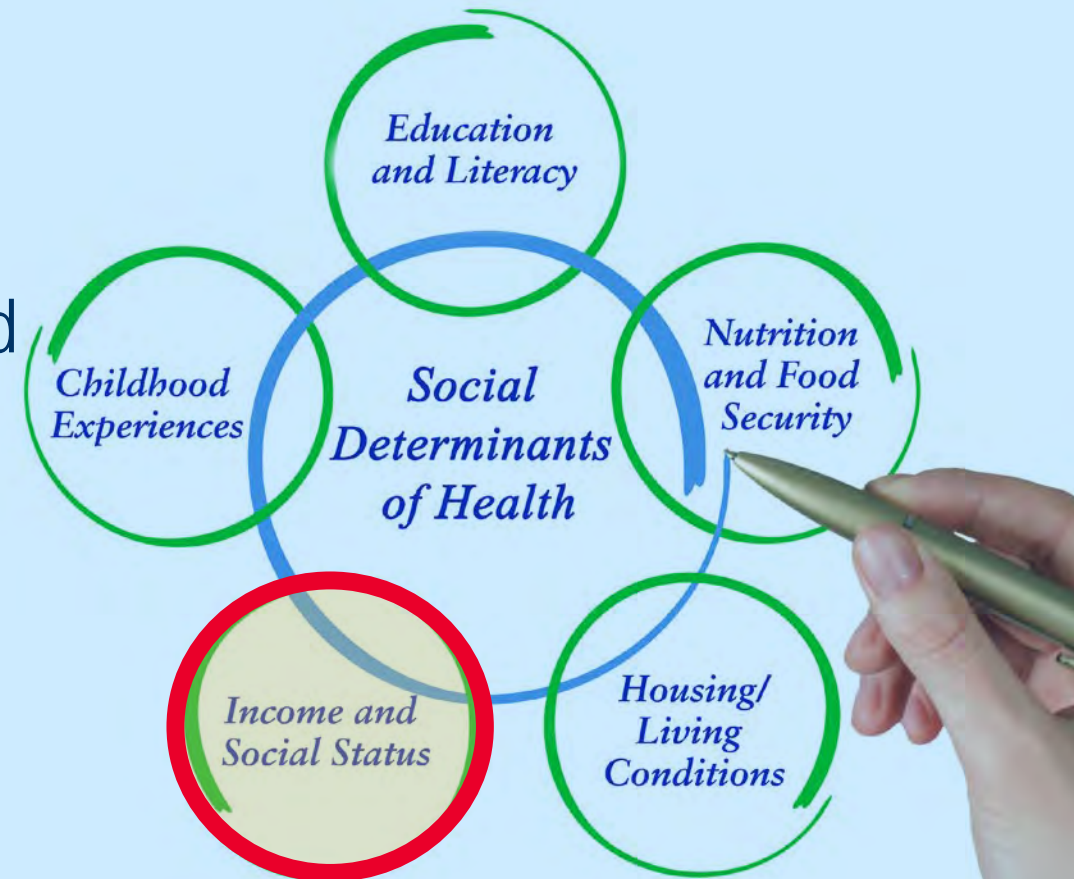 Education
and Literacy
Childhood
Experiences
Social
Determinants
of Health
Nutrition
and Food
Security
Income and
Social Status
Housing/
Living
Conditions